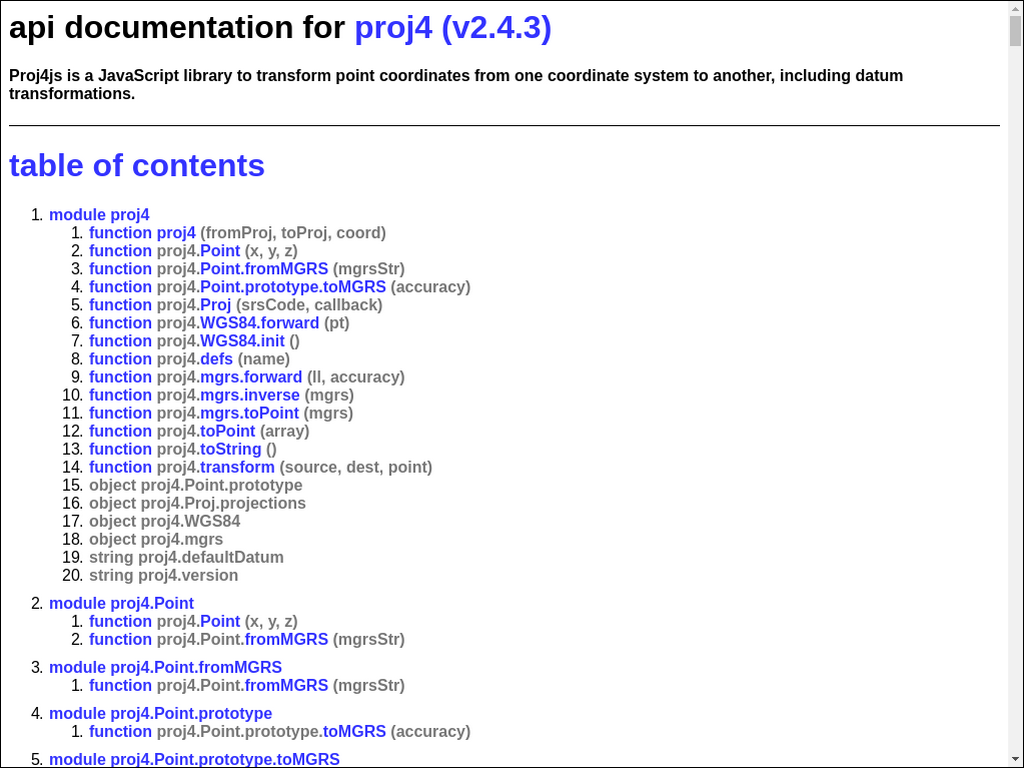 api documentation for proj4 (v2.4.3)
Proj4js is a JavaScript library to transform point coordinates from one coordinate system to another, including datum
transformations.
table of contents
1. module proj4
1. function proj4 (fromProj, toProj, coord)
2. function proj4.Point (x, y, z)
3. function proj4.Point.fromMGRS (mgrsStr)
4. function proj4.Point.prototype.toMGRS (accuracy)
5. function proj4.Proj (srsCode, callback)
6. function proj4.WGS84.forward (pt)
7. function proj4.WGS84.init ()
8. function proj4.defs (name)
9. function proj4.mgrs.forward (ll, accuracy)
10. function proj4.mgrs.inverse (mgrs)
11. function proj4.mgrs.toPoint (mgrs)
12. function proj4.toPoint (array)
13. function proj4.toString ()
14. function proj4.transform (source, dest, point)
15. object proj4.Point.prototype
16. object proj4.Proj.projections
17. object proj4.WGS84
18. object proj4.mgrs
19. string proj4.defaultDatum
20. string proj4.version
2. module proj4.Point
1. function proj4.Point (x, y, z)
2. function proj4.Point.fromMGRS (mgrsStr)
3. module proj4.Point.fromMGRS
1. function proj4.Point.fromMGRS (mgrsStr)
4. module proj4.Point.prototype
1. function proj4.Point.prototype.toMGRS (accuracy)
5. module proj4.Point.prototype.toMGRS